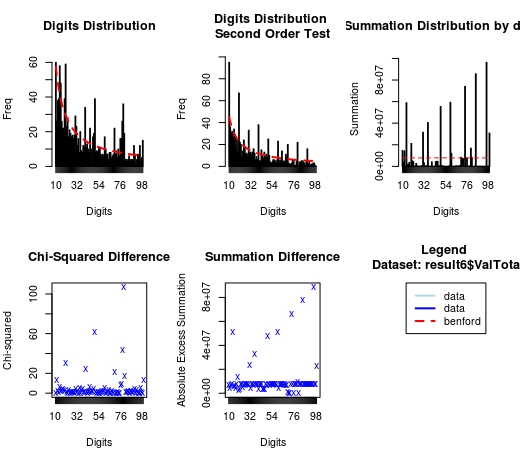 Digits Distribution
Freq
0 20 40 60
10 32 54 76 98
Digits
Digits Distribution
Second Order Test
Freq
0 20 40 60 80
10 32 54 76 98
Digits
Summation Distribution by d
Summation
0e+00 4e+07 8e+07
10 32 54 76 98
Digits
Chi-Squared Difference
Chi-squared
0 20 60 100
10 32 54 76 98
Digits
Summation Difference
Absolute Excess Summation
0e+00 4e+07 8e+07
10 32 54 76 98
Digits
Legend
Dataset: result6$ValTota
data
data
benford